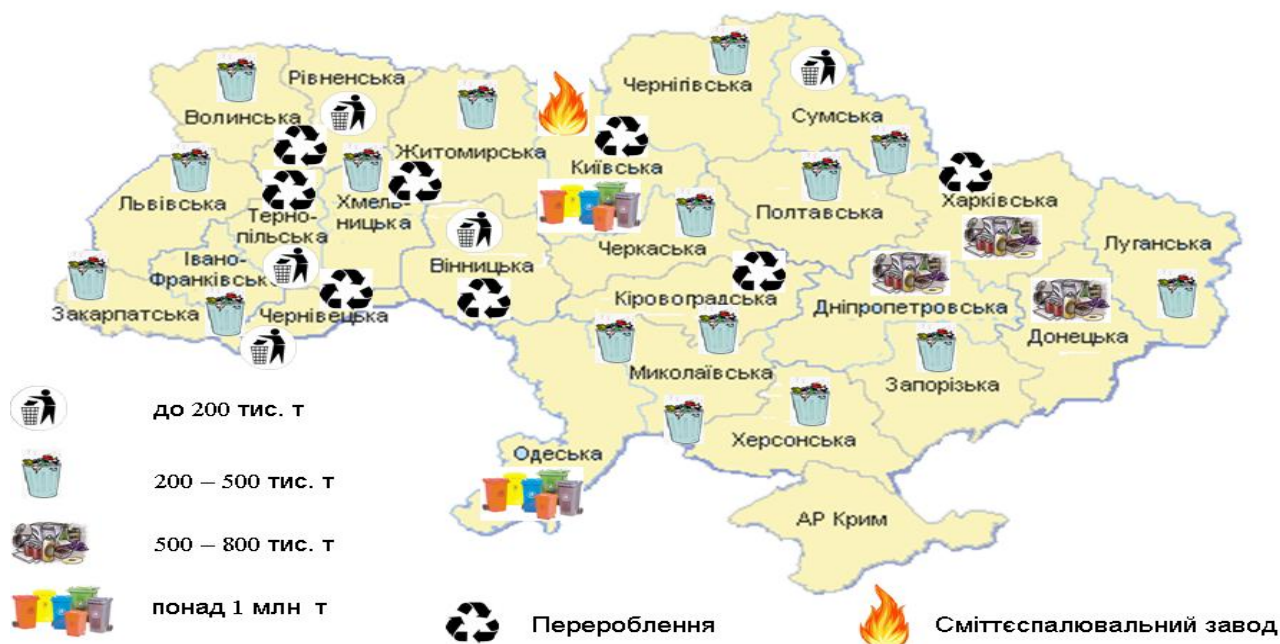 Чернігівська
Рівненська
Сумська
Волинська
Житомирська
Київська
Харківська
Львівська
Терно-
пільська
Хмель-
ницька
Полтавська
Луганська
Черкаська
Івано-
Франківськ
Вінницька
Кіровоградська
Дніпропетровська
Закарпатська
Чернівецька
Донецька
Миколаївська
Запорізька
Херсонська
Одеська
АР Крим
до 200 тис. т
200 – 500 тис. т
500 – 800 тис. т
понад 1 млн т
Перероблення
Сміттєспалювальний завод